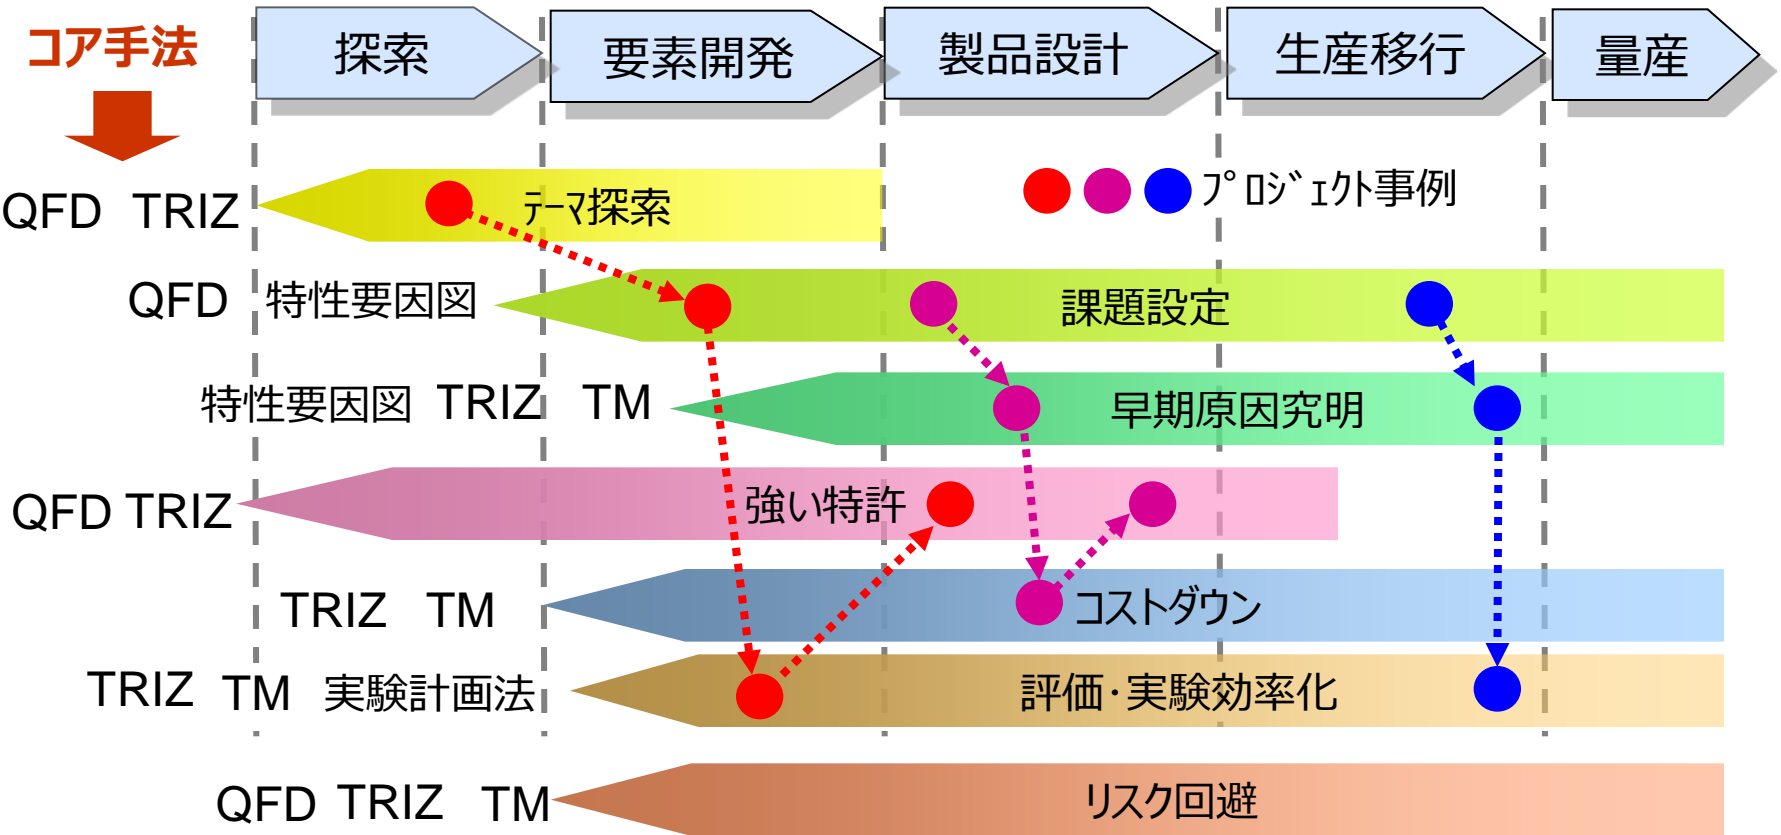 コア手法
探索 要素開発 製品設計 生産移行 量産
QFD TRIZ テーマ探索 プロジェクト事例
QFD 特性要因図 課題設定
特性要因図 TRIZ TM 早期原因究明
QFD TRIZ 強い特許
TRIZ TM コストダウン
TRIZ TM 実験計画法 評価・実験効率化
QFD TRIZ TM リスク回避